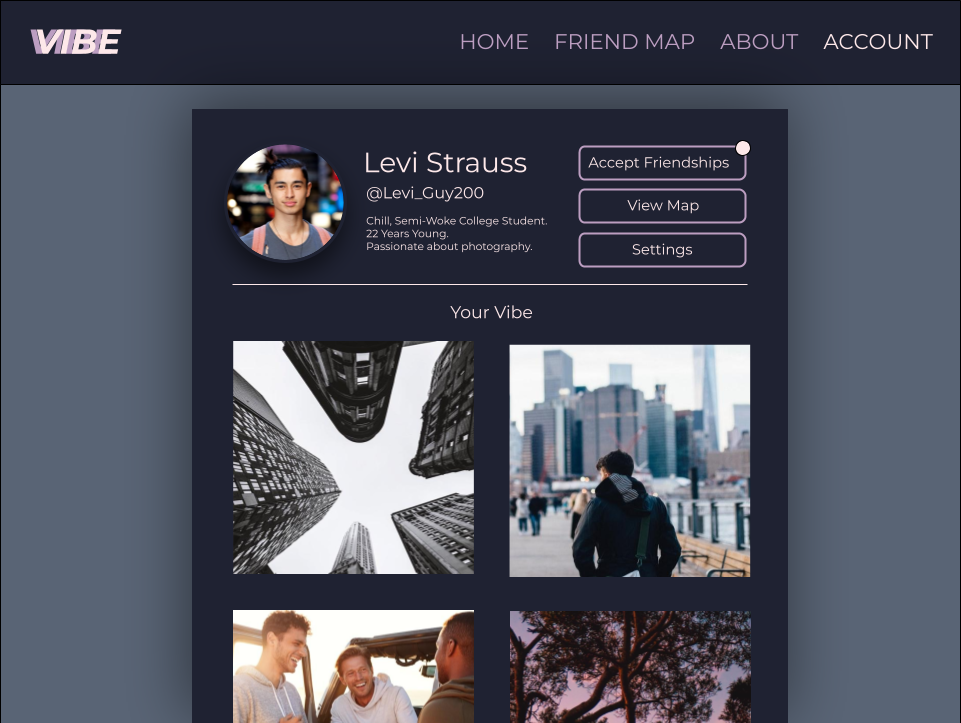 VIBE
HOME FRIEND MAP ABOUT ACCOUNT
Levi Strauss
@Levi_Guy200
Chill, Semi-Woke College Student.
22 Years Young.
Passionate about photography.
Accept Friendships
View Map
Settings
Your Vibe